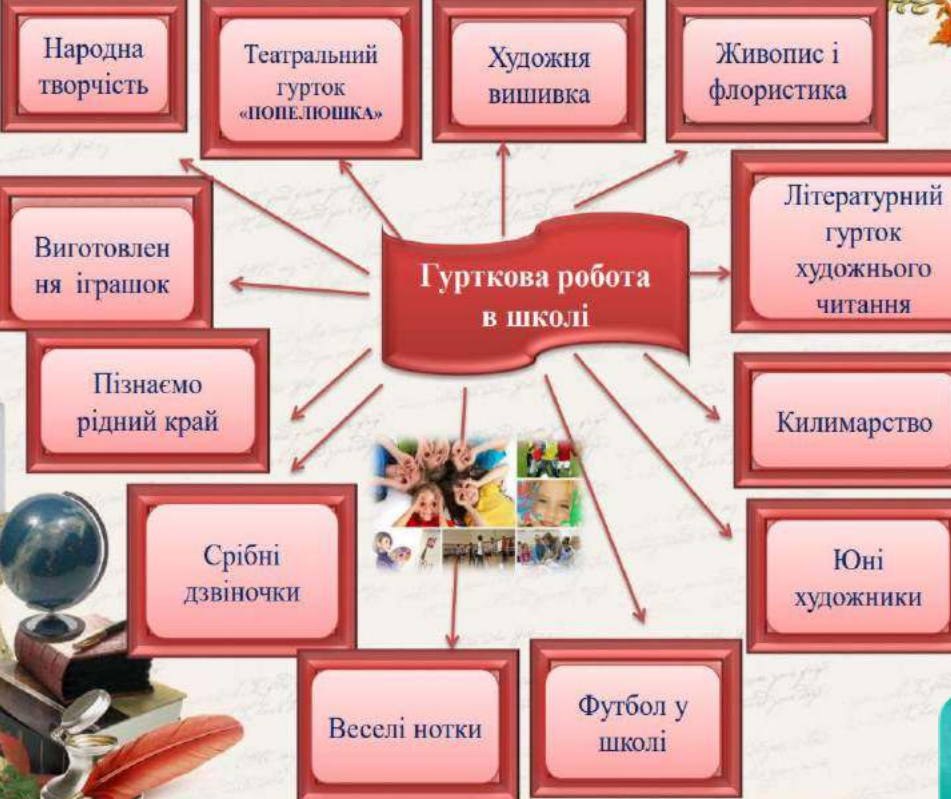 Народна
творчість
Театральний
гурток
«ПОПЕЛЮШКА»
Художня
вишивка
Живопис і
флористика
Літературний
гурток
художнього
читання
Виготовлен
ня іграшок
Гурткова робота
в школі
Пізнаємо
рідний край
Килимарство
Срібні
дзвіночки
Юні
художники
Веселі нотки
Футбол у
школі